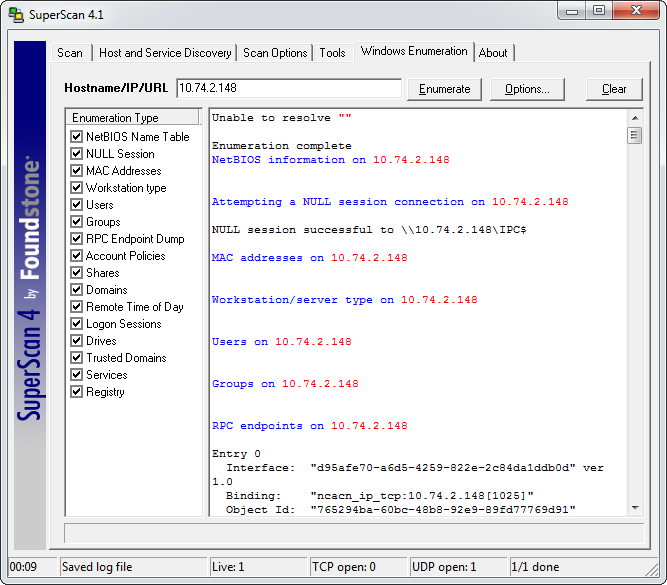 SuperScan 4.1
Scan
Host and Service Discovery
Scan Options
Tools
Windows Enumeration
About
Hostname/IP/URL
10.74.2.148
Enumerate
Options...
Clear
SuperScan 4 by Foundstone
Enumeration Type
NetBIOS Name Table
NULL Session
MAC Addresses
Workstation type
Users
Groups
RPC Endpoint Dump
Account Policies
Shares
Domains
Remote Time of Day
Logon Sessions
Drives
Trusted Domains
Services
Registry
Unable to resolve ""
Enumeration complete
NetBIOS information on 10.74.2.148
Attempting a NULL session connection on 10.74.2.148
NULL session successful to \\10.74.2.148\IPC$
MAC addresses on 10.74.2.148
Workstation/server type on 10.74.2.148
Users on 10.74.2.148
Groups on 10.74.2.148
RPC endpoints on 10.74.2.148
Entry 0
Interface: "d95afe70-a6d5-4259-822e-2c84da1ddb0d" ver
1.0
Binding: "ncacn_ip_tcp:10.74.2.148[1025]"
Object Id: "765294ba-60bc-48b8-92e9-89fd77769d91"
00:09
Saved log file
Live: 1
TCP open: 0
UDP open: 1
1/1 done